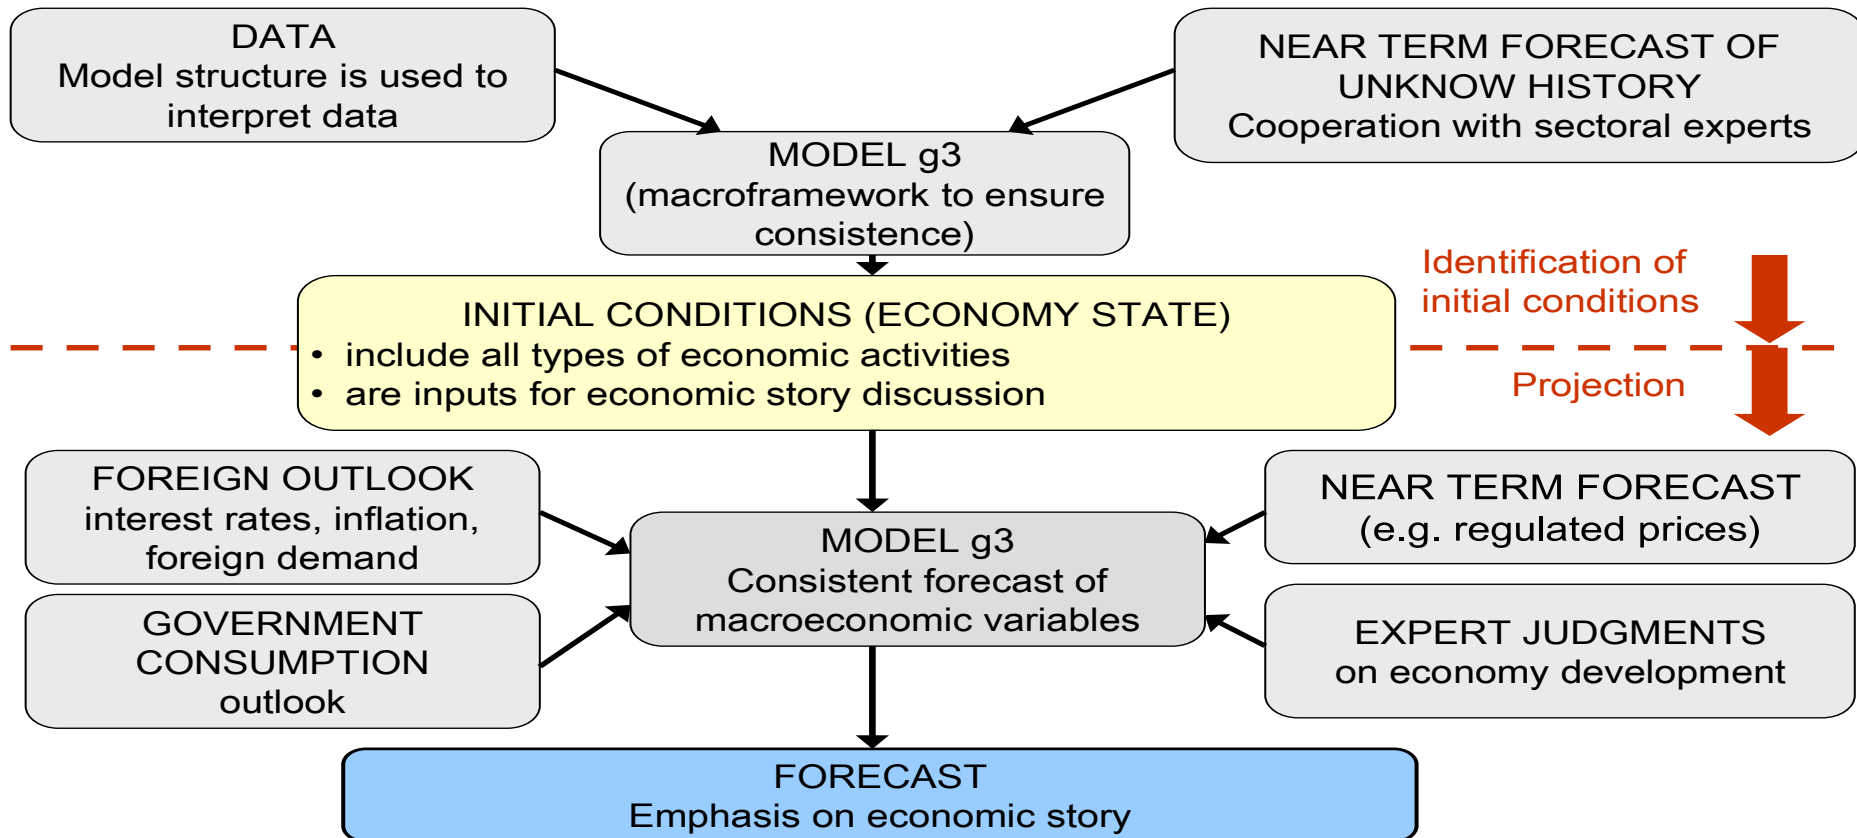 DATA
Model structure is used to
interpret data
NEAR TERM FORECAST OF
UNKNOW HISTORY
Cooperation with sectoral experts
MODEL g3
(macroframework to ensure
consistence)
Identification of
initial conditions
INITIAL CONDITIONS (ECONOMY STATE)
• include all types of economic activities
• are inputs for economic story discussion
Projection
FOREIGN OUTLOOK
interest rates, inflation,
foreign demand
NEAR TERM FORECAST
(e.g. regulated prices)
MODEL g3
Consistent forecast of
macroeconomic variables
GOVERNMENT
CONSUMPTION
outlook
EXPERT JUDGMENTS
on economy development
FORECAST
Emphasis on economic story